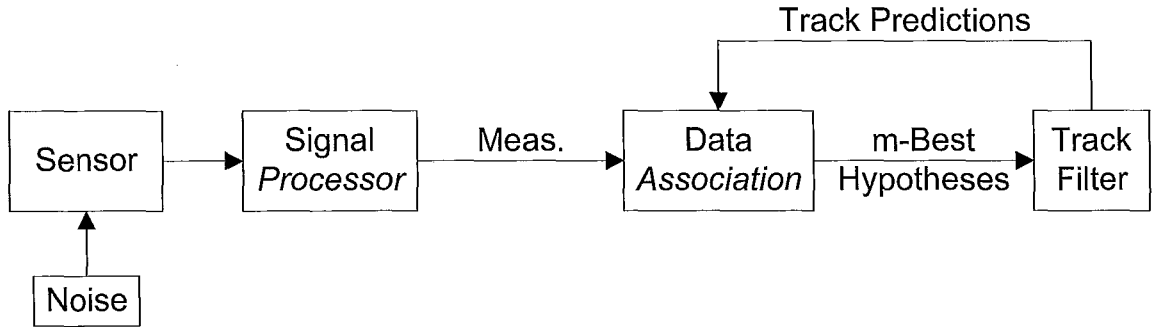 Track Predictions
Sensor
Signal
Processor
Meas.
Data
Association
m-Best
Hypotheses
Track
Filter
Noise